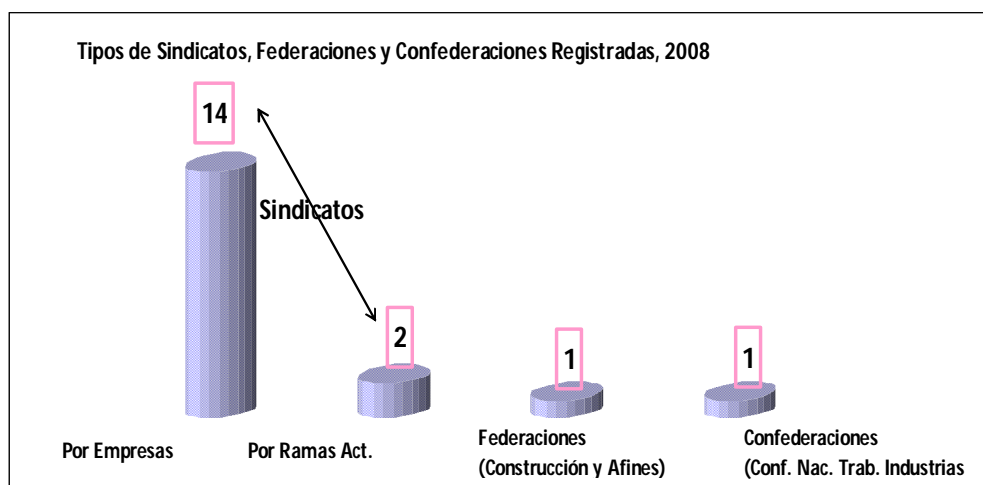 Tipos de Sindicatos, Federaciones y Confederaciones Registradas, 2008
14
Sindicatos
2
1
1
Por Empresas
Por Ramas Act.
Federaciones
(Construcción y Afines)
Confederaciones
(Conf. Nac. Trab. Industrias